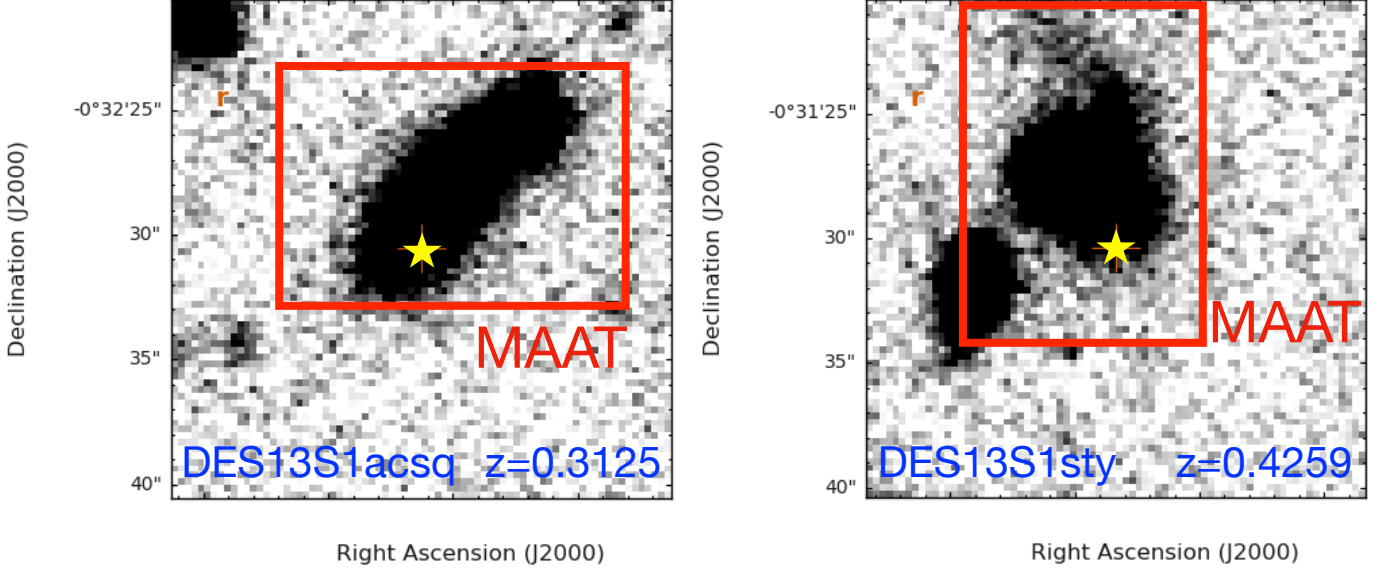 r
-0°32'25"
30"
35"
40"
Declination (J2000)
MAAT
DES13S1acsq z=0.3125
Right Ascension (J2000)
r
-0°31'25"
30"
35"
40"
Declination (J2000)
MAAT
DES13S1sty z=0.4259
Right Ascension (J2000)